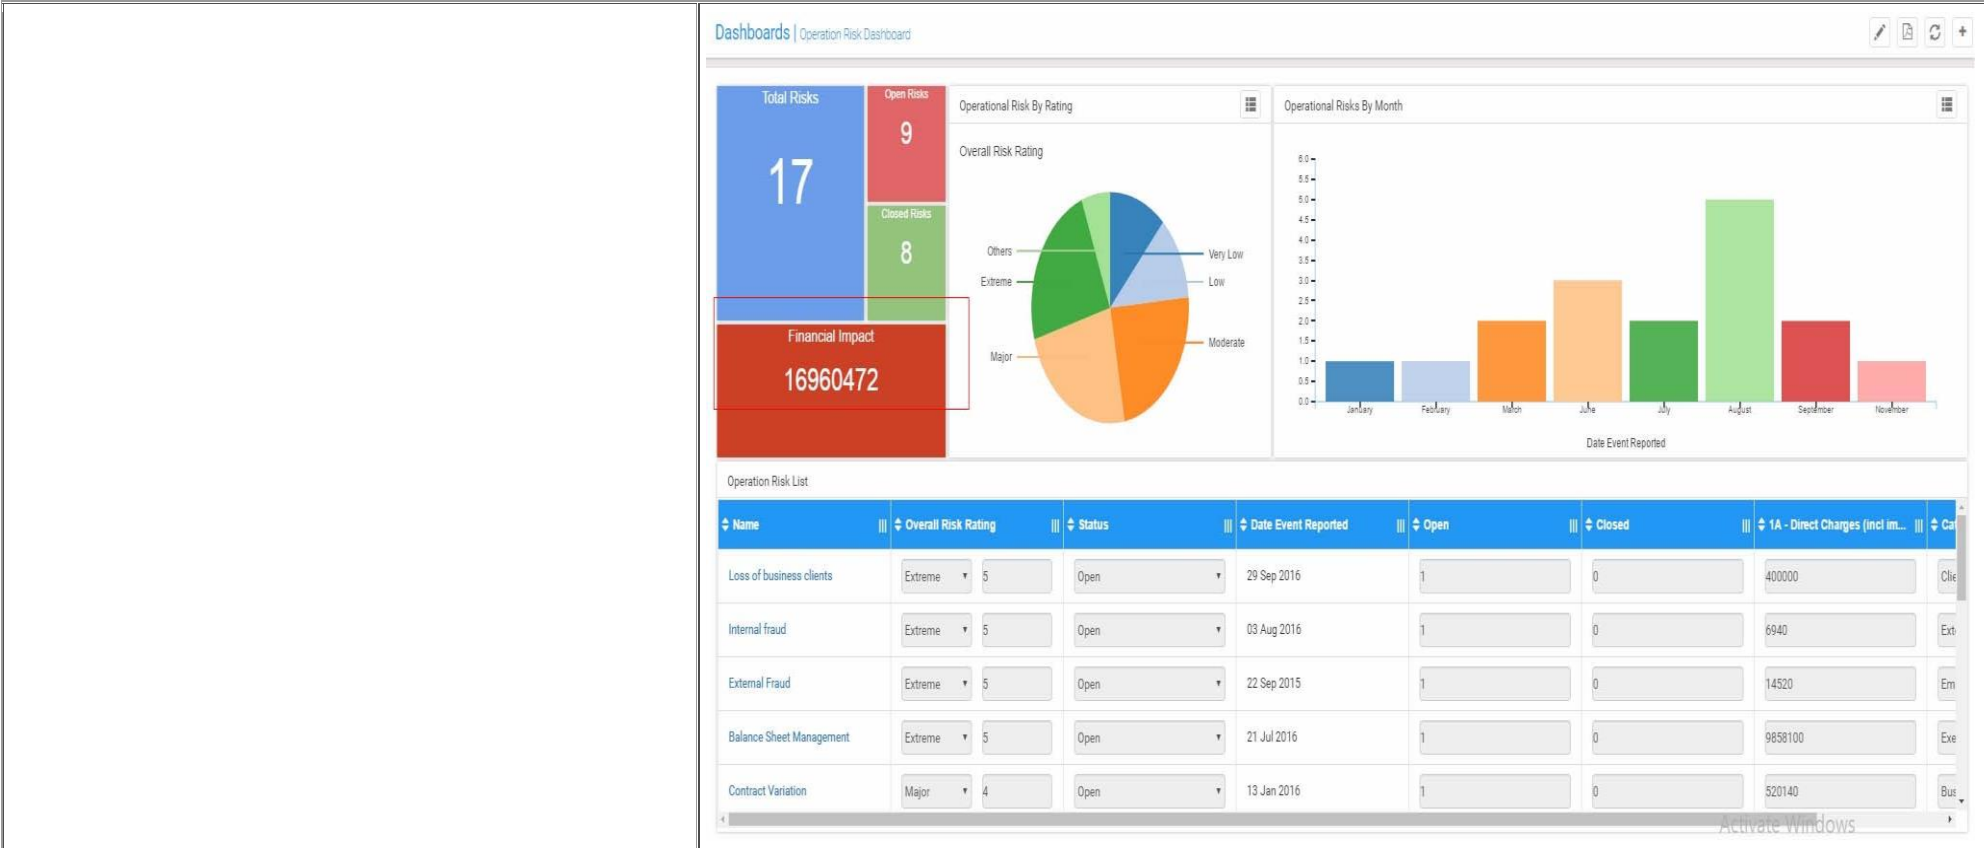 Dashboards | Operation Risk Dashboard
Total Risks
17
Open Risks
9
Closed Risks
8
Financial Impact
16960472
Operational Risk By Rating
Overall Risk Rating
Others
Extreme
Major
Very Low
Low
Moderate
Operational Risks By Month
6.0
5.5
5.0
4.5
4.0
3.5
3.0
2.5
2.0
1.5
1.0
0.5
0.0
January February March June July August September November
Date Event Reported
Operation Risk List
Name Overall Risk Rating Status Date Event Reported Open Closed 1A - Direct Charges (incl im... Cat
Loss of business clients Extreme 5 Open 29 Sep 2016 1 0 400000 Clie
Internal fraud Extreme 5 Open 03 Aug 2016 1 0 6940 Ext
External Fraud Extreme 5 Open 22 Sep 2015 1 0 14520 Em
Balance Sheet Management Extreme 5 Open 21 Jul 2016 1 0 9858100 Exe
Contract Variation Major 4 Open 13 Jan 2016 1 0 520140 Bus
Activate Windows